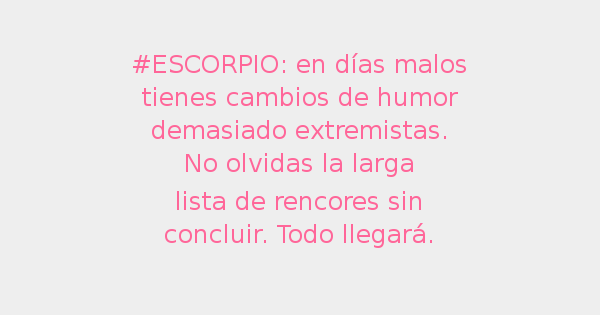 #ESCORPIO: en días malos
tienes cambios de humor
demasiado extremistas.
No olvidas la larga
lista de rencores sin
concluir. Todo llegará.